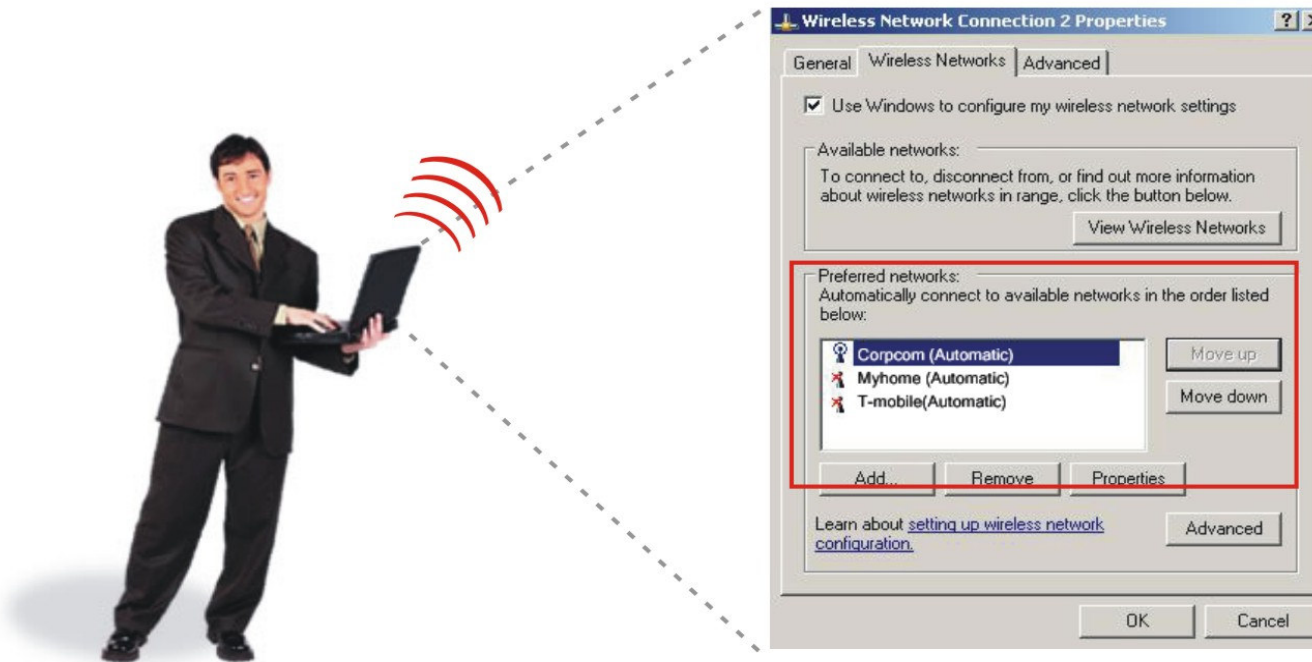 Wireless Network Connection 2 Properties
General Wireless Networks Advanced
Use Windows to configure my wireless network settings
Available networks:
To connect to, disconnect from, or find out more information
about wireless networks in range, click the button below.
View Wireless Networks
Preferred networks:
Automatically connect to available networks in the order listed
below:
Corpcom (Automatic)
Myhome (Automatic)
T-mobile(Automatic)
Move up
Move down
Add... Remove Properties
Learn about setting up wireless network
configuration.
Advanced
OK Cancel